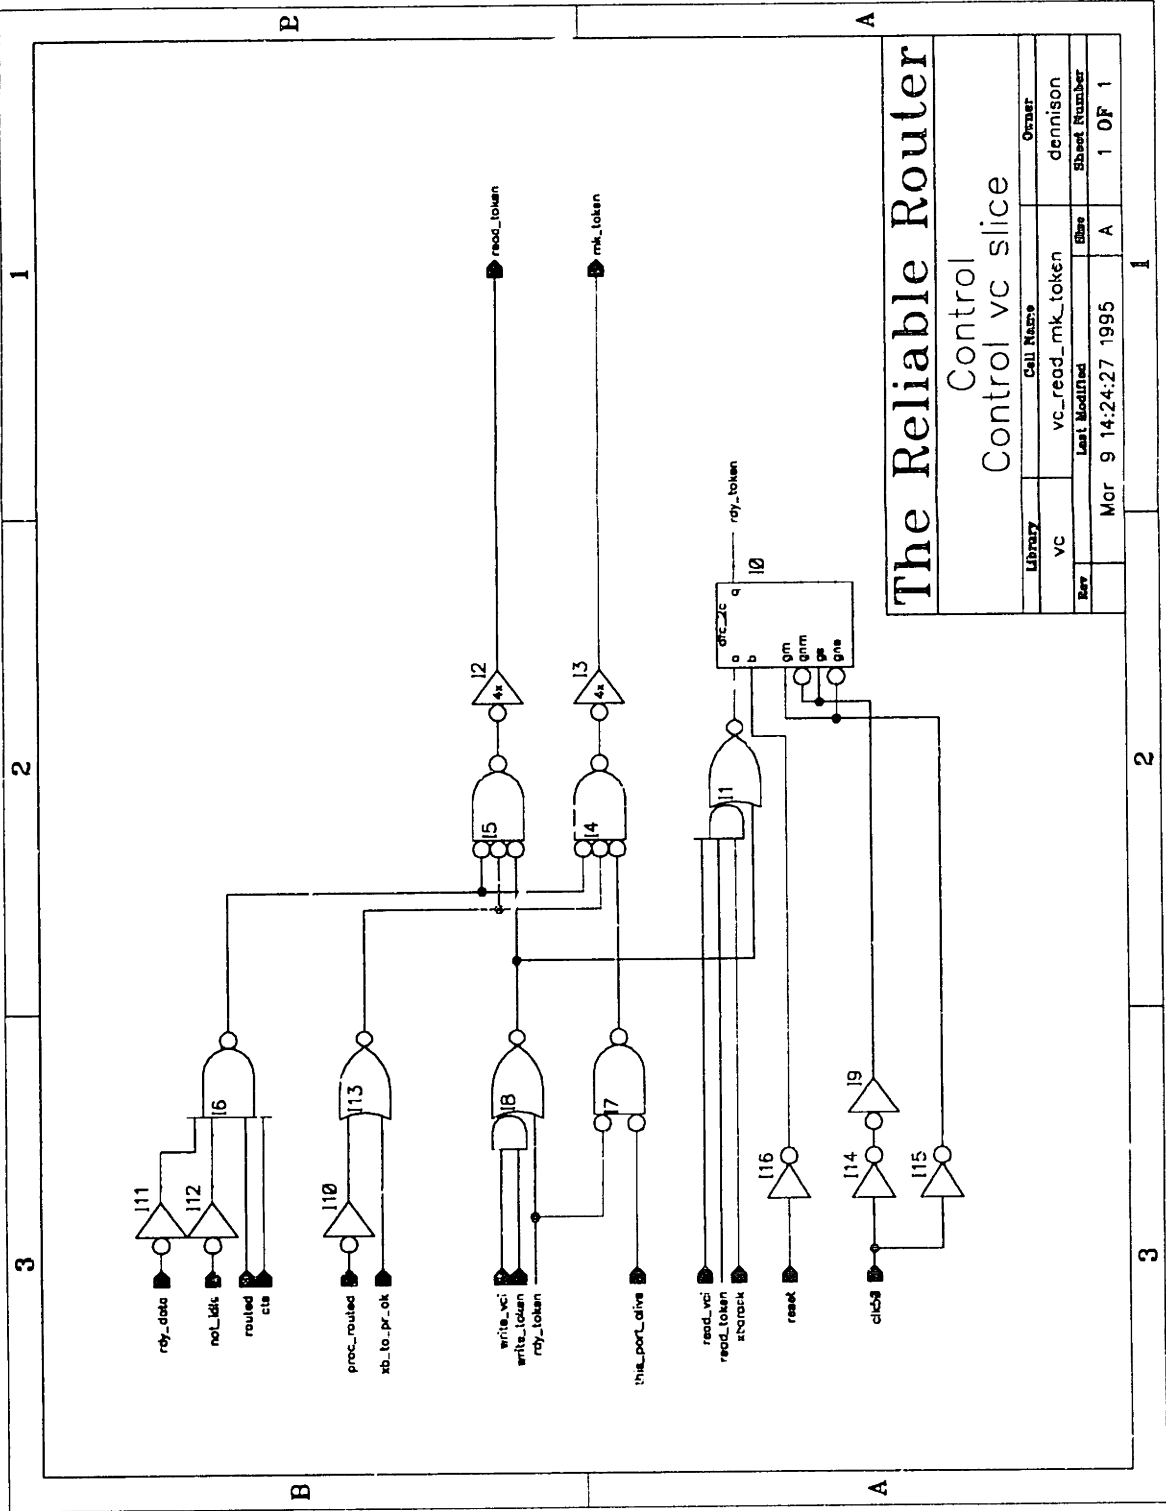 3
2
1
B
B
A
A
3
2
1
rdy_data
not_idle
routed
cts
proc_routed
xb_to_pr_ok
write_vci
write_token
rdy_token
this_port_alive
read_vci
read_token
xbarack
reset
clk50
I11
I12
I6
I10
I13
I8
I7
I16
I14
I9
I15
I5
I4
I2
4x
I3
4x
I1
dfc_2c
a
b
q
gm
gnm
gs
gns
I0
read_token
mk_token
rdy_token
The Reliable Router
Control
Control vc slice
Library Cell Name Owner
vc vc_read_mk_token dennison
Rev Last Modified Size Sheet Number
Mar 9 14:24:27 1995 A 1 OF 1